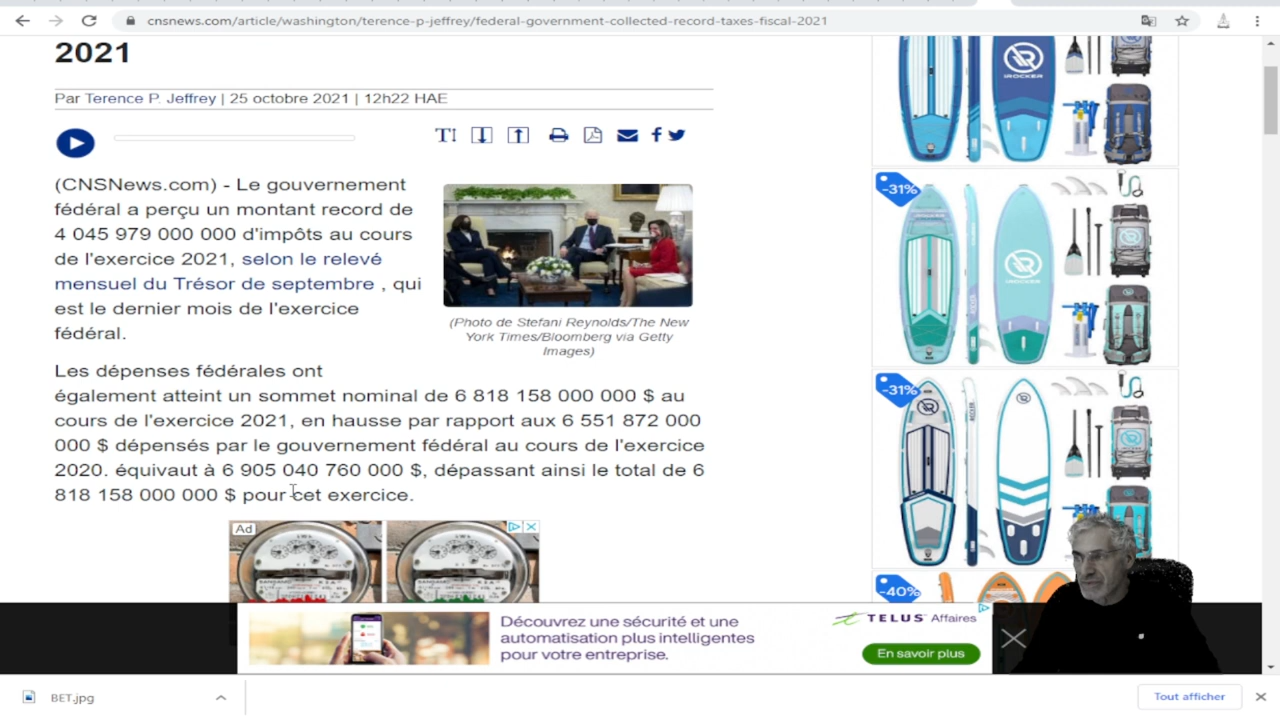 cnsnews.com/article/washington/terence-p-jeffrey/federal-government-collected-record-taxes-fiscal-2021
2021
Par Terence P. Jeffrey | 25 octobre 2021 | 12h22 HAE
T!
(CNSNews.com) - Le gouvernement
fédéral a perçu un montant record de
4 045 979 000 000 d'impôts au cours
de l'exercice 2021, selon le relevé
mensuel du Trésor de septembre , qui
est le dernier mois de l'exercice
fédéral.
(Photo de Stefani Reynolds/The New
York Times/Bloomberg via Getty
Images)
Les dépenses fédérales ont
également atteint un sommet nominal de 6 818 158 000 000 $ au
cours de l'exercice 2021, en hausse par rapport aux 6 551 872 000
000 $ dépensés par le gouvernement fédéral au cours de l'exercice
2020. équivaut à 6 905 040 760 000 $, dépassant ainsi le total de 6
818 158 000 000 $ pour cet exercice.
Ad
iROCKER
-31%
iROCKER
-31%
-40%
Découvrez une sécurité et une
automatisation plus intelligentes
pour votre entreprise.
TELUS Affaires
En savoir plus
BET.jpg
Tout afficher